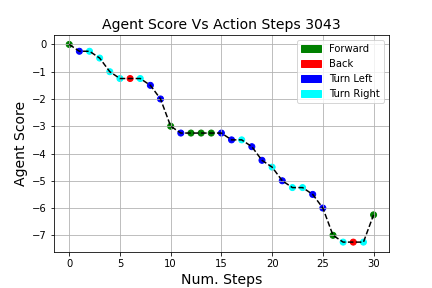 Agent Score Vs Action Steps 3043
Agent Score
0
−1
−2
−3
−4
−5
−6
−7
Forward
Back
Turn Left
Turn Right
0 5 10 15 20 25 30
Num. Steps